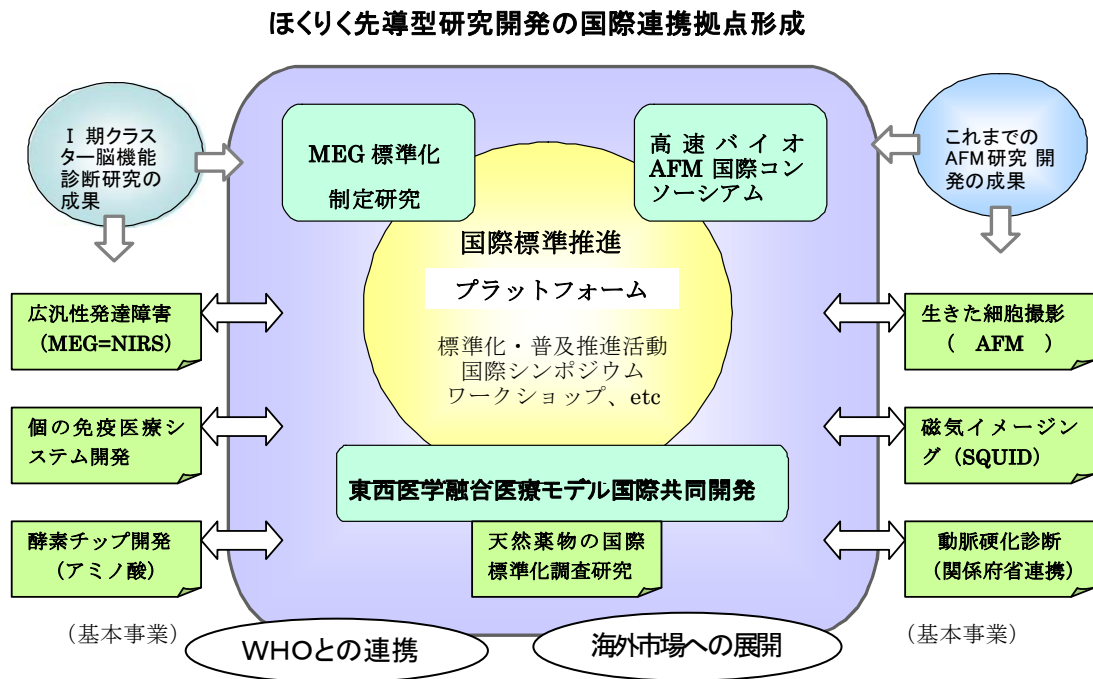 ほくりく先導型研究開発の国際連携拠点形成
Ⅰ 期クラス
ター脳機能
診断研究の
成果
MEG 標準化
制定研究
高速バイオ
AFM 国際コン
ソーシアム
これまでの
AFM研究 開
発の成果
国際標準推進
プラットフォーム
標準化・普及推進活動
国際シンポジウム
ワークショップ、etc
広汎性発達障害
（MEG=NIRS）
個の免疫医療シ
ステム開発
酵素チップ開発
（アミノ酸）
（基本事業）
生きた細胞撮影
（ AFM ）
磁気イメージン
グ（SQUID）
動脈硬化診断
（関係府省連携）
（基本事業）
東西医学融合医療モデル国際共同開発
天然薬物の国際
標準化調査研究
WHOとの連携
海外市場への展開